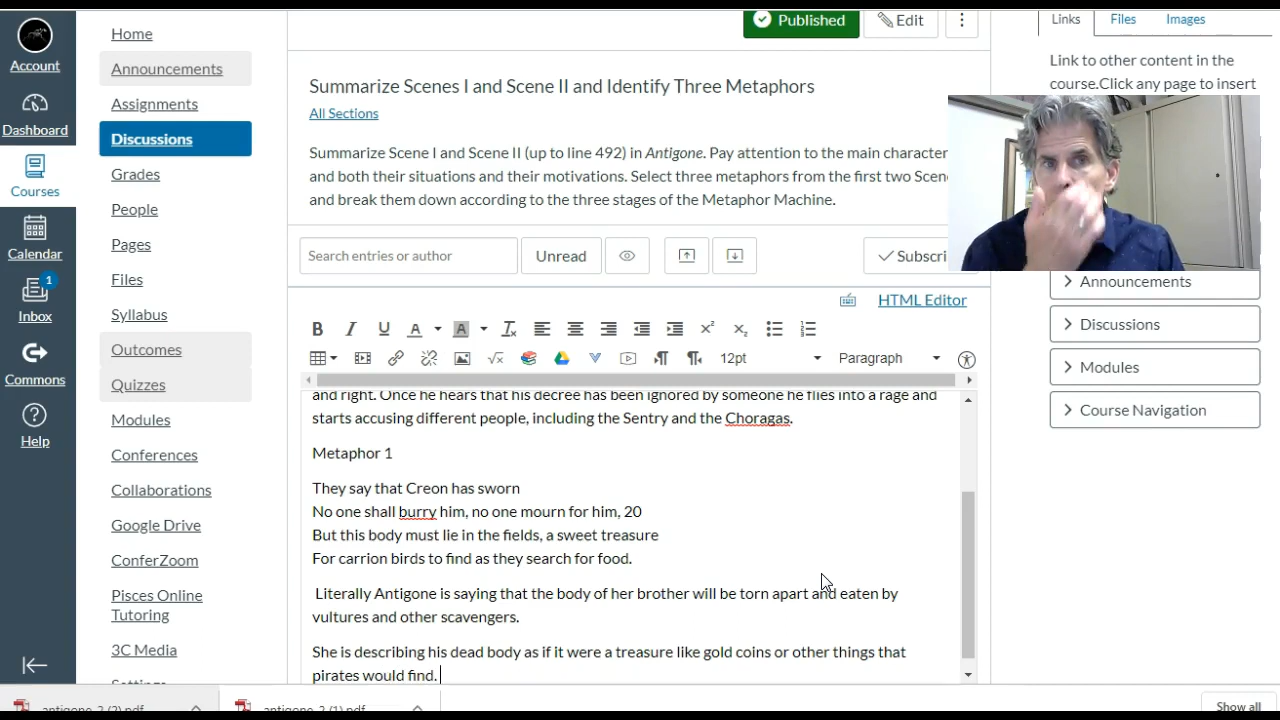 Account
Dashboard
Courses
Calendar
1
Inbox
Commons
Help
Home
Announcements
Assignments
Discussions
Grades
People
Pages
Files
Syllabus
Outcomes
Quizzes
Modules
Conferences
Collaborations
Google Drive
ConferZoom
Pisces Online
Tutoring
3C Media
Settings
Published
Edit
Summarize Scenes I and Scene II and Identify Three Metaphors
All Sections
Summarize Scene I and Scene II (up to line 492) in Antigone. Pay attention to the main character
and both their situations and their motivations. Select three metaphors from the first two Scen
and break them down according to the three stages of the Metaphor Machine.
Search entries or author
Unread
Subscri
HTML Editor
12pt
Paragraph
and right. Once he hears that his decree has been ignored by someone he flies into a rage and
starts accusing different people, including the Sentry and the Choragas.
Metaphor 1
They say that Creon has sworn
No one shall burry him, no one mourn for him, 20
But this body must lie in the fields, a sweet treasure
For carrion birds to find as they search for food.
Literally Antigone is saying that the body of her brother will be torn apart and eaten by
vultures and other scavengers.
She is describing his dead body as if it were a treasure like gold coins or other things that
pirates would find.
Links
Files
Images
Link to other content in the
course.Click any page to insert
Announcements
Discussions
Modules
Course Navigation
antigone_2 (2).pdf
antigone_2 (1).pdf
Show all